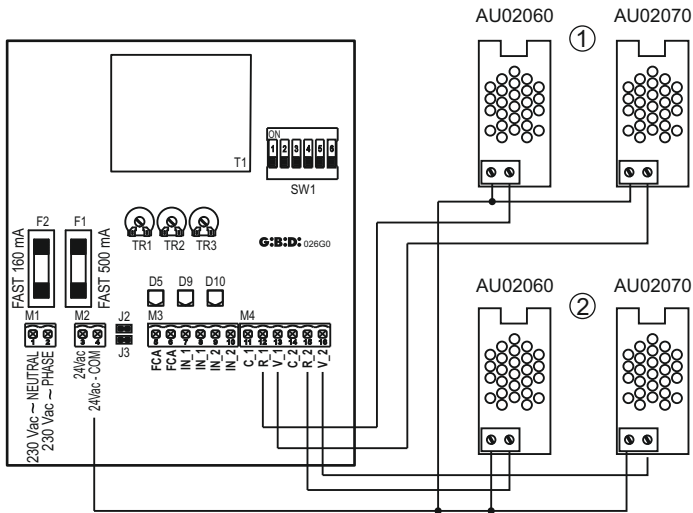 AU02060 AU02070
1
AU02060 AU02070
2
T1
ON
1 2 3 4 5 6
SW1
F2 F1
FAST 160 mA
FAST 500 mA
TR1 TR2 TR3
G:B:D: 026G0
D5 D9 D10
M1 M2 J2 M3 M4
J3
1 2 3 4 5 6 7 8 9 10 11 12 13 14 15 16
230 Vac ~ NEUTRAL
230 Vac ~ PHASE
24Vac
24Vac - COM
FCA
FCA
IN_1
IN_1
IN_2
IN_2
C_1
R_1
V_1
C_2
R_2
V_2